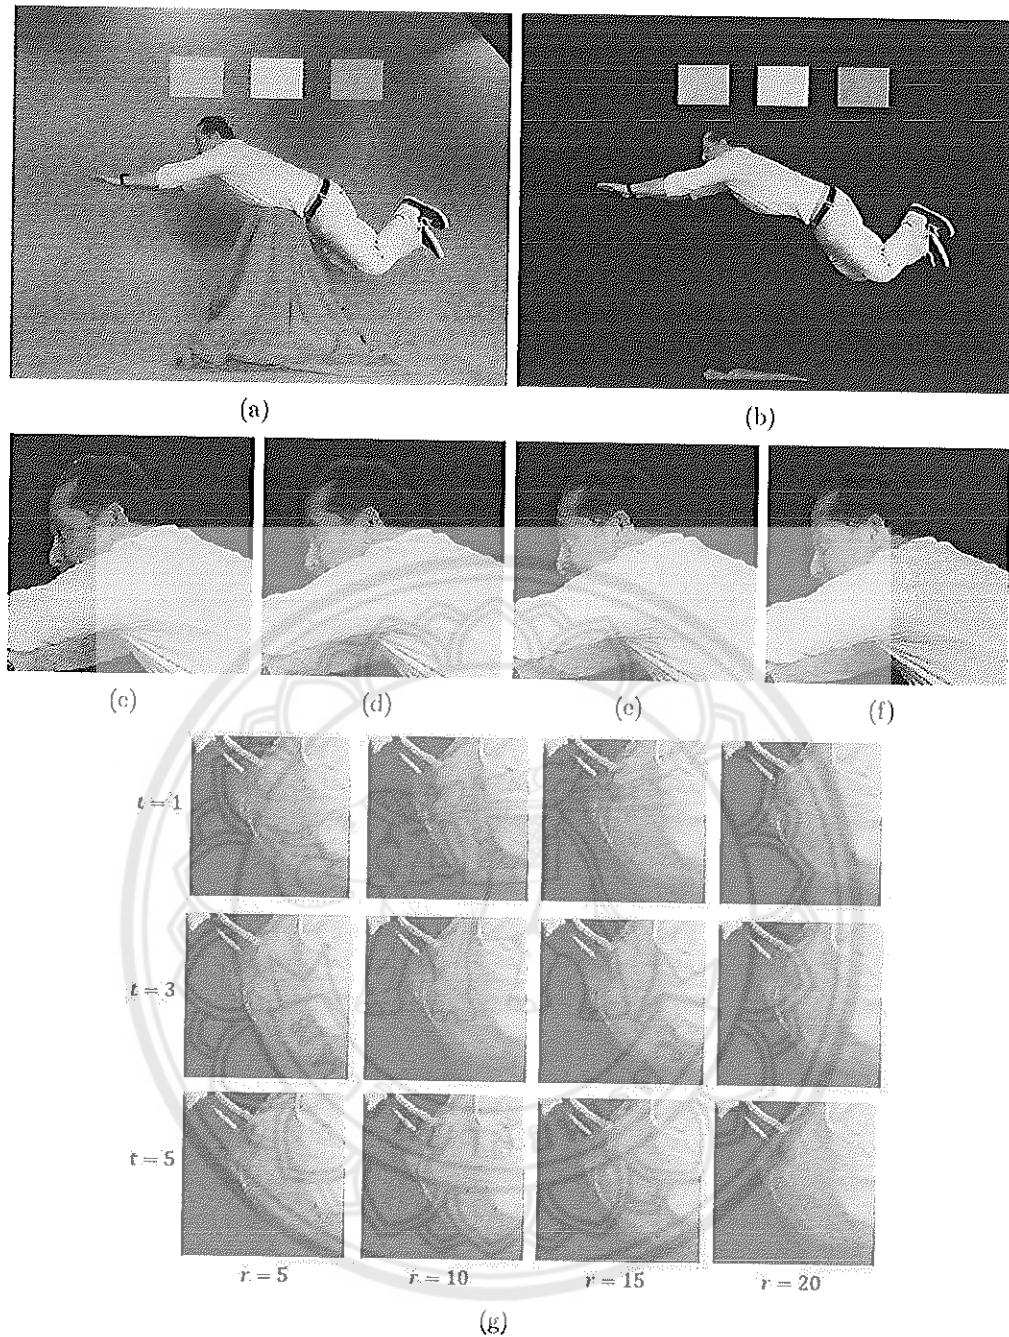 (a)
(b)
(c)
(d)
(e)
(f)
t = 1
t = 3
t = 5
r = 5
r = 10
r = 15
r = 20
(g)